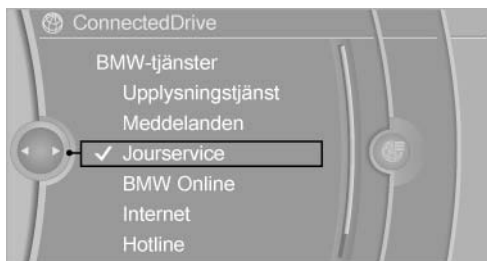 ConnectedDrive
BMW-tjänster
Upplysningstjänst
Meddelanden
Jourservice
BMW Online
Internet
Hotline